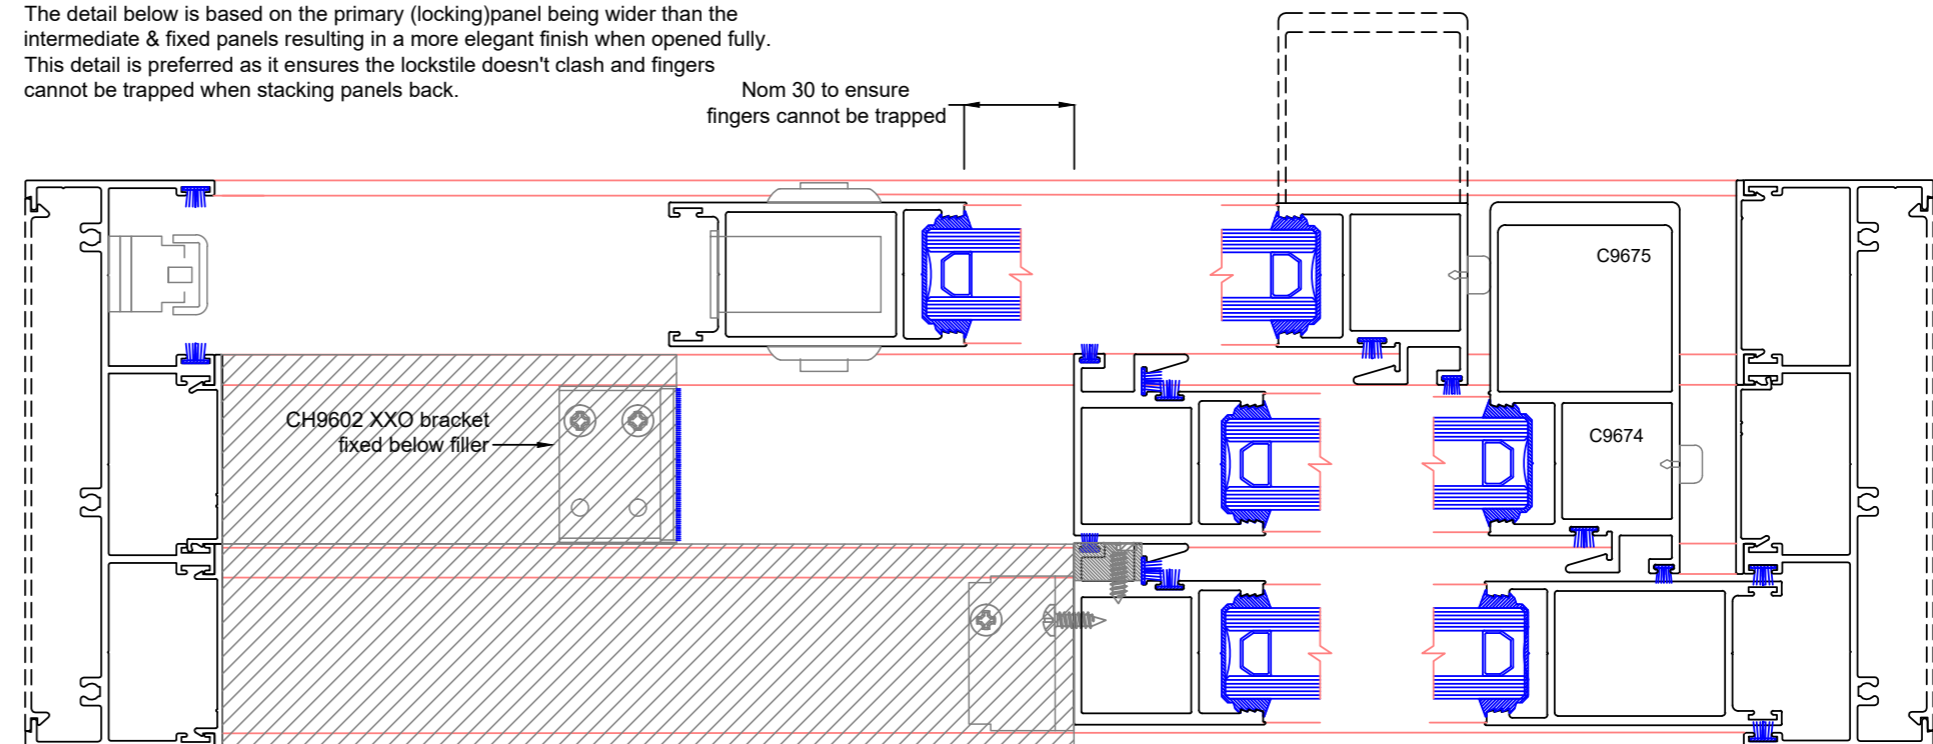 The detail below is based on the primary (locking)panel being wider than the
intermediate & fixed panels resulting in a more elegant finish when opened fully.
This detail is preferred as it ensures the lockstile doesn't clash and fingers
cannot be trapped when stacking panels back.
Nom 30 to ensure
fingers cannot be trapped
C9675
CH9602 XXO bracket
fixed below filler
C9674